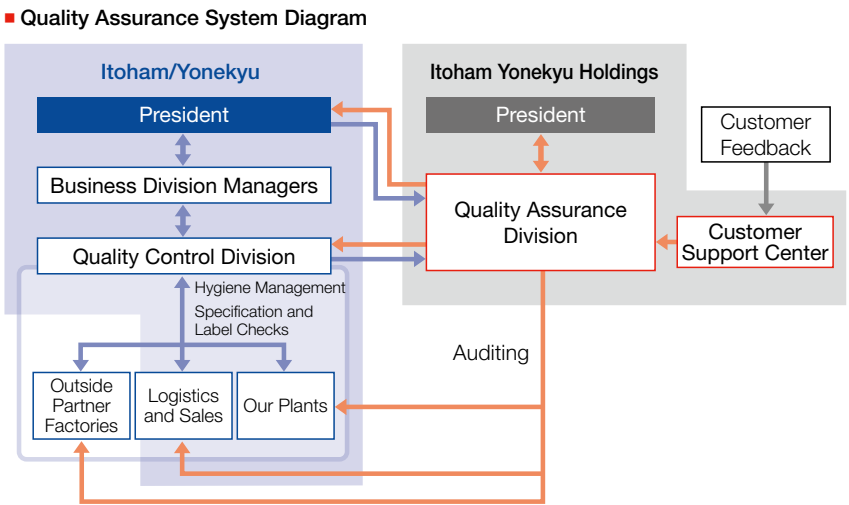 Quality Assurance System Diagram
Itoham/Yonekyu
Itoham Yonekyu Holdings
President
President
Customer
Feedback
Business Division Managers
Quality Assurance
Division
Customer
Support Center
Quality Control Division
Hygiene Management
Specification and
Label Checks
Auditing
Outside
Partner
Factories
Logistics
and Sales
Our Plants